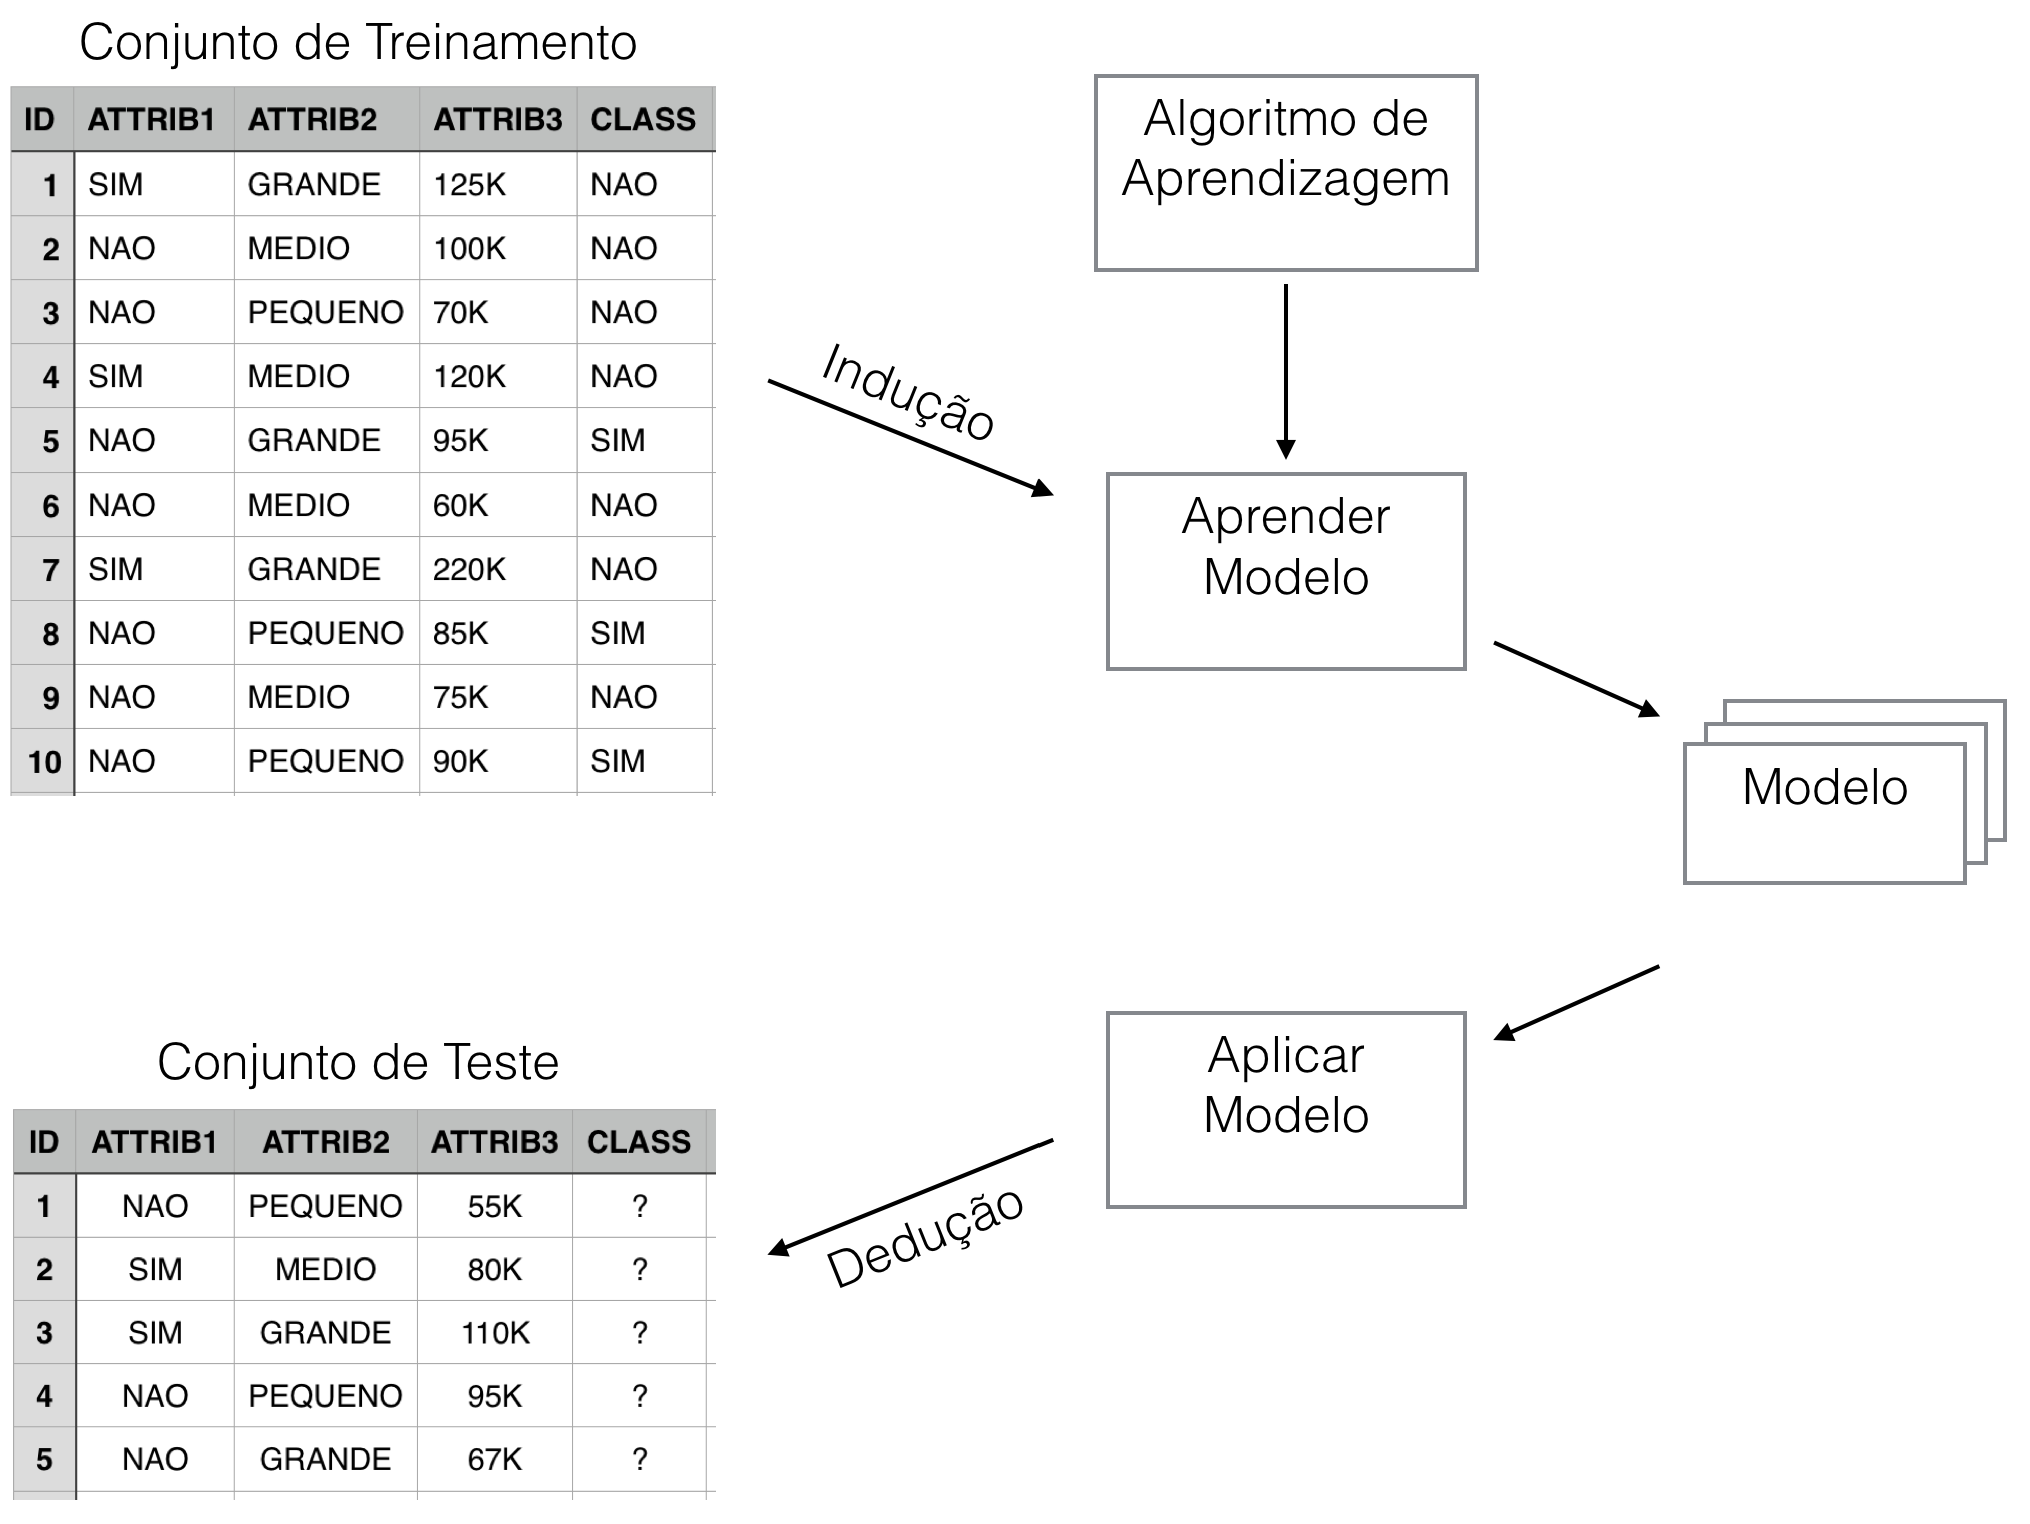 Conjunto de Treinamento
ID ATTRIB1 ATTRIB2 ATTRIB3 CLASS
1 SIM GRANDE 125K NAO
2 NAO MEDIO 100K NAO
3 NAO PEQUENO 70K NAO
4 SIM MEDIO 120K NAO
5 NAO GRANDE 95K SIM
6 NAO MEDIO 60K NAO
7 SIM GRANDE 220K NAO
8 NAO PEQUENO 85K SIM
9 NAO MEDIO 75K NAO
10 NAO PEQUENO 90K SIM
Indução
Algoritmo de
Aprendizagem
Aprender
Modelo
Modelo
Aplicar
Modelo
Dedução
Conjunto de Teste
ID ATTRIB1 ATTRIB2 ATTRIB3 CLASS
1 NAO PEQUENO 55K ?
2 SIM MEDIO 80K ?
3 SIM GRANDE 110K ?
4 NAO PEQUENO 95K ?
5 NAO GRANDE 67K ?